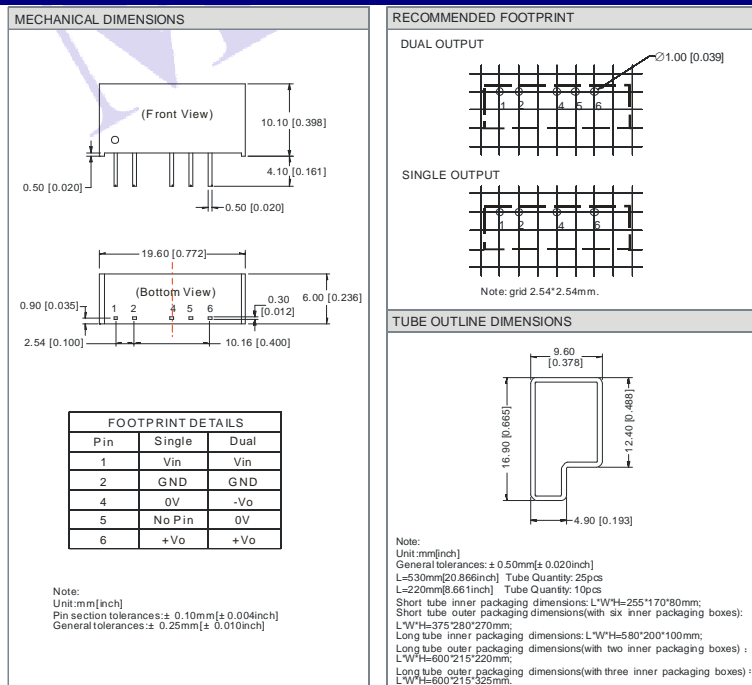 MECHANICAL DIMENSIONS
(Front View)
10.10 [0.398]
4.10 [0.161]
0.50 [0.020]
0.50 [0.020]
19.60 [0.772]
(Bottom View)
0.90 [0.035]
1 2 4 5 6
0.30
[0.012]
6.00 [0.236]
2.54 [0.100]
10.16 [0.400]
FOOTPRINT DETAILS
Pin Single Dual
1 Vin Vin
2 GND GND
4 0V -Vo
5 No Pin 0V
6 +Vo +Vo
Note:
Unit:mm[inch]
Pin section tolerances:± 0.10mm[± 0.004inch]
General tolerances:± 0.25mm[± 0.010inch]
RECOMMENDED FOOTPRINT
DUAL OUTPUT
∅1.00 [0.039]
1 2 4 5 6
SINGLE OUTPUT
1 2 4 6
Note: grid 2.54*2.54mm.
TUBE OUTLINE DIMENSIONS
9.60
[0.378]
16.90 [0.665]
12.40 [0.488]
4.90 [0.193]
Note:
Unit:mm[inch]
General tolerances:± 0.50mm[± 0.020inch]
L=530mm[20.866inch] Tube Quantity: 25pcs
L=220mm[8.661inch] Tube Quantity: 10pcs
Short tube inner packaging dimensions: L*W*H=255*170*80mm;
Short tube outer packaging dimensions(with six inner packaging boxes):
L*W*H=375*280*270mm;
Long tube inner packaging dimensions: L*W*H=580*200*100mm;
Long tube outer packaging dimensions(with two inner packaging boxes) :
L*W*H=600*215*220mm;
Long tube outer packaging dimensions(with three inner packaging boxes) :
L*W*H=600*215*325mm.